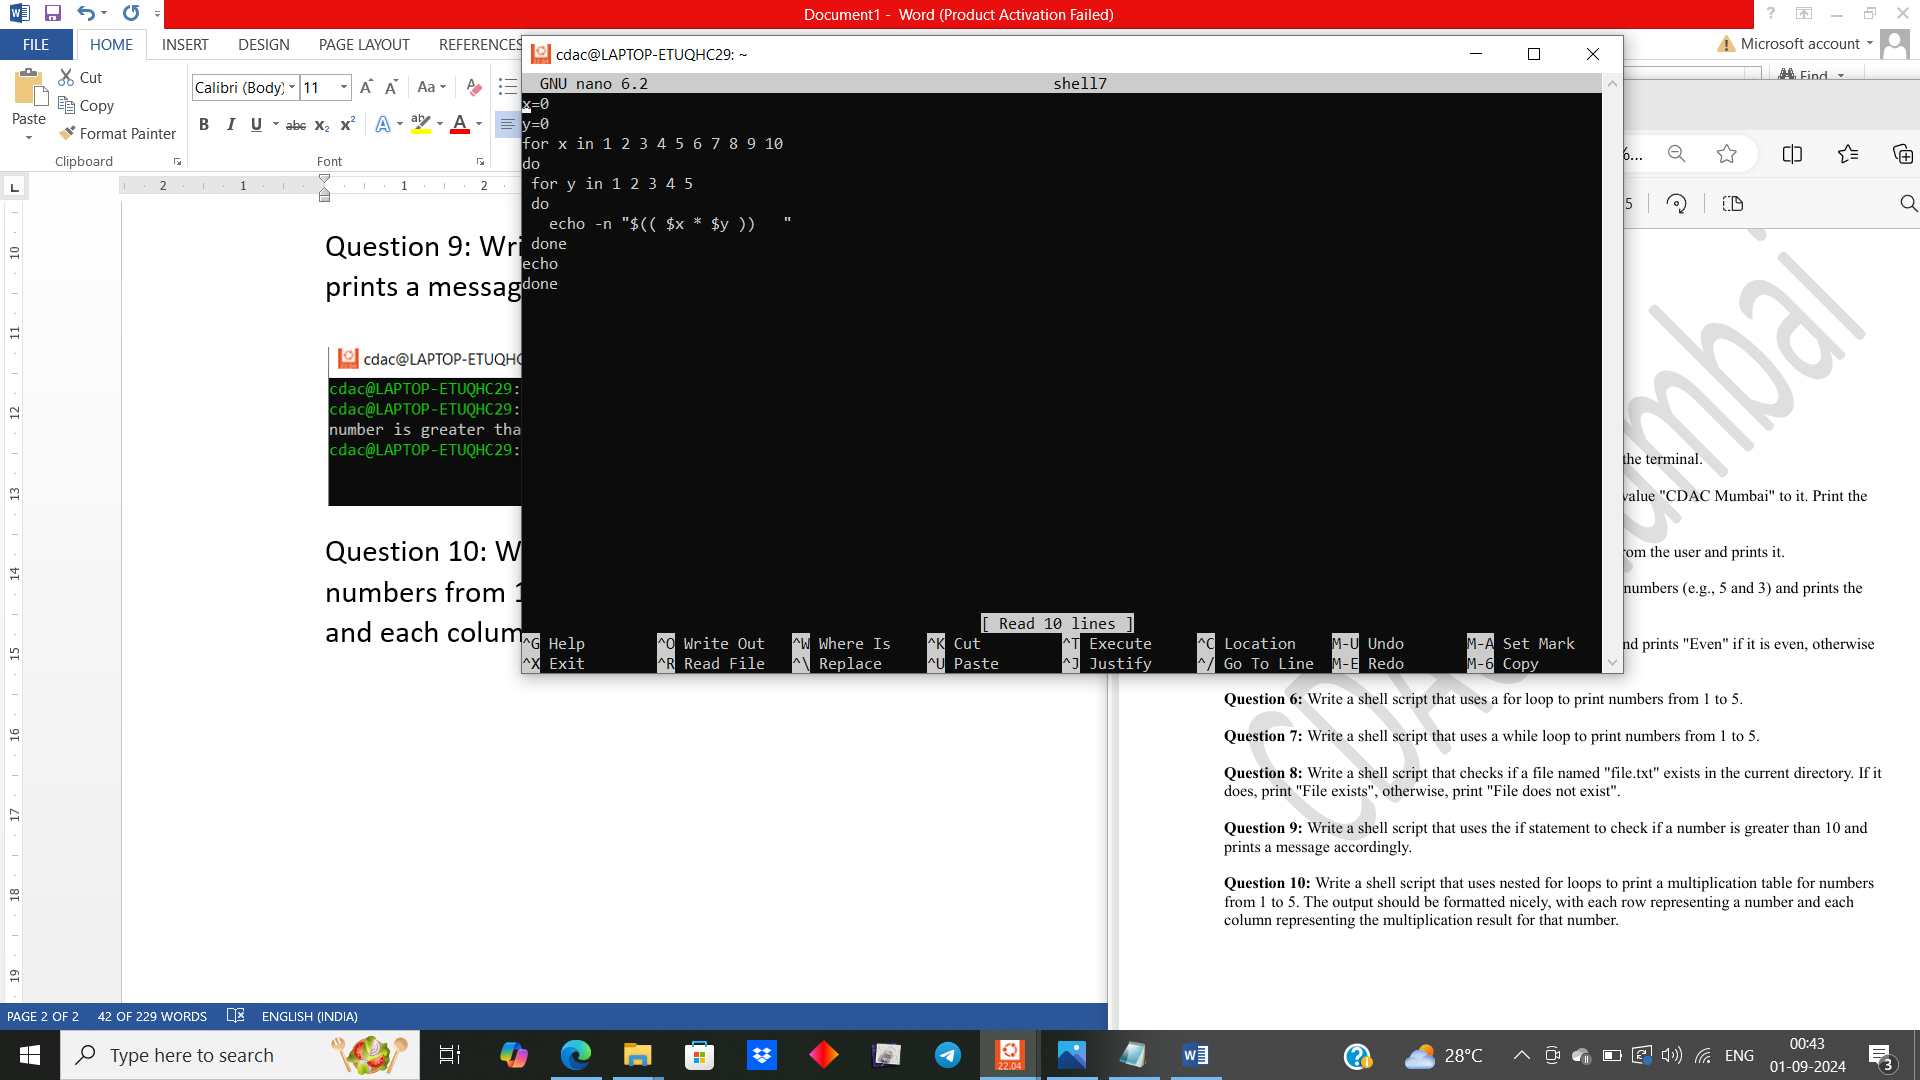 Document1 - Word (Product Activation Failed)
FILE HOME INSERT DESIGN PAGE LAYOUT REFERENCES
Microsoft account
Cut
Copy
Format Painter
Paste
Clipboard
Calibri (Body) 11
Font
Find
cdac@LAPTOP-ETUQHC29: ~
GNU nano 6.2 shell7
x=0
y=0
for x in 1 2 3 4 5 6 7 8 9 10
do
for y in 1 2 3 4 5
do
echo -n "$(( $x * $y ))   "
done
echo
done
[ Read 10 lines ]
^G Help ^O Write Out ^W Where Is ^K Cut ^T Execute ^C Location M-U Undo M-A Set Mark
^X Exit ^R Read File ^\ Replace ^U Paste ^J Justify ^/ Go To Line M-E Redo M-6 Copy
Question 9: Wri
prints a messag
cdac@LAPTOP-ETUQHC
cdac@LAPTOP-ETUQHC29:
cdac@LAPTOP-ETUQHC29:
number is greater tha
cdac@LAPTOP-ETUQHC29:
Question 10: W
numbers from 1
and each colum
the terminal.
value "CDAC Mumbai" to it. Print the
om the user and prints it.
numbers (e.g., 5 and 3) and prints the
nd prints "Even" if it is even, otherwise
Question 6: Write a shell script that uses a for loop to print numbers from 1 to 5.
Question 7: Write a shell script that uses a while loop to print numbers from 1 to 5.
Question 8: Write a shell script that checks if a file named "file.txt" exists in the current directory. If it
does, print "File exists", otherwise, print "File does not exist".
Question 9: Write a shell script that uses the if statement to check if a number is greater than 10 and
prints a message accordingly.
Question 10: Write a shell script that uses nested for loops to print a multiplication table for numbers
from 1 to 5. The output should be formatted nicely, with each row representing a number and each
column representing the multiplication result for that number.
PAGE 2 OF 2 42 OF 229 WORDS ENGLISH (INDIA)
Type here to search
22.04
28°C
ENG
00:43
01-09-2024
3